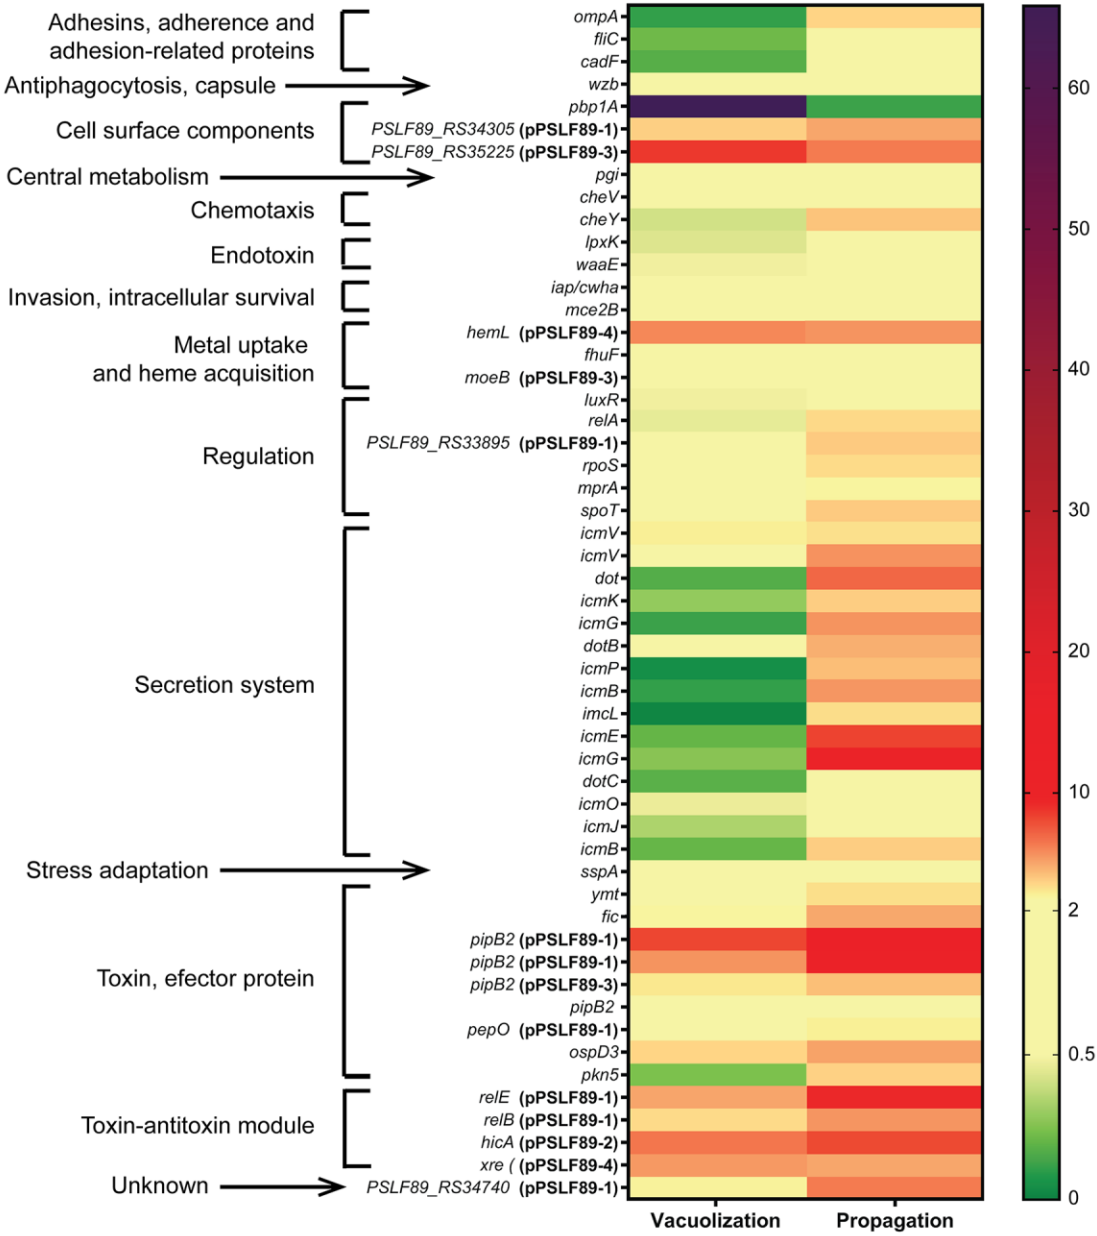 Adhesins, adherence and
adhesion-related proteins
Antiphagocytosis, capsule
Cell surface components
Central metabolism
Chemotaxis
Endotoxin
Invasion, intracellular survival
Metal uptake
and heme acquisition
Regulation
Secretion system
Stress adaptation
Toxin, efector protein
Toxin-antitoxin module
Unknown
ompA
fliC
cadF
wzb
pbp1A
PSLF89_RS34305 (pPSLF89-1)
PSLF89_RS35225 (pPSLF89-3)
pgi
cheV
cheY
lpxK
waaE
iap/cwha
mce2B
hemL (pPSLF89-4)
fhuF
moeB (pPSLF89-3)
luxR
relA
PSLF89_RS33895 (pPSLF89-1)
rpoS
mprA
spoT
icmV
icmV
dot
icmK
icmG
dotB
icmP
icmB
imcL
icmE
icmG
dotC
icmO
icmJ
icmB
sspA
ymt
fic
pipB2 (pPSLF89-1)
pipB2 (pPSLF89-1)
pipB2 (pPSLF89-3)
pipB2
pepO (pPSLF89-1)
ospD3
pkn5
relE (pPSLF89-1)
relB (pPSLF89-1)
hicA (pPSLF89-2)
xre ( (pPSLF89-4)
PSLF89_RS34740 (pPSLF89-1)
Vacuolization Propagation
60
50
40
30
20
10
2
0.5
0